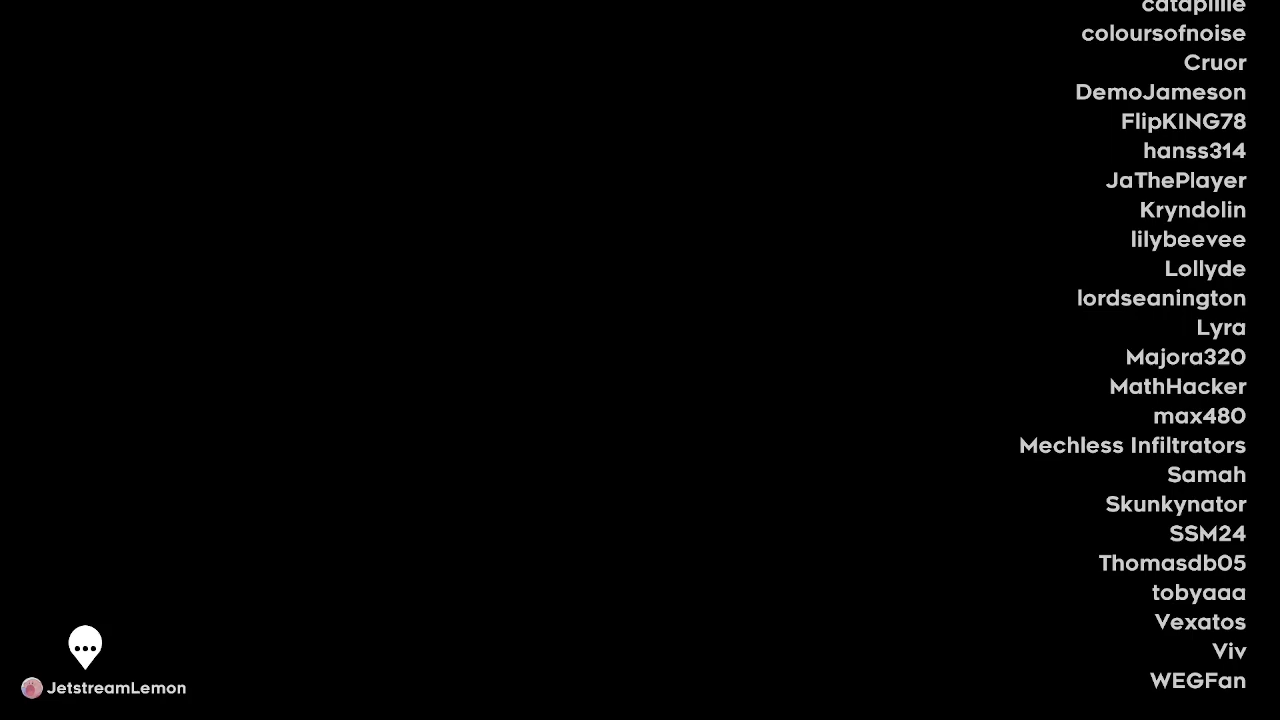 coloursofnoise
Cruor
DemoJameson
FlipKING78
hanss314
JaThePlayer
Kryndolin
lilybeevee
Lollyde
lordseanington
Lyra
Majora320
MathHacker
max480
Mechless Infiltrators
Samah
Skunkynator
SSM24
Thomasdb05
tobyaaa
Vexatos
Viv
WEGFan
JetstreamLemon